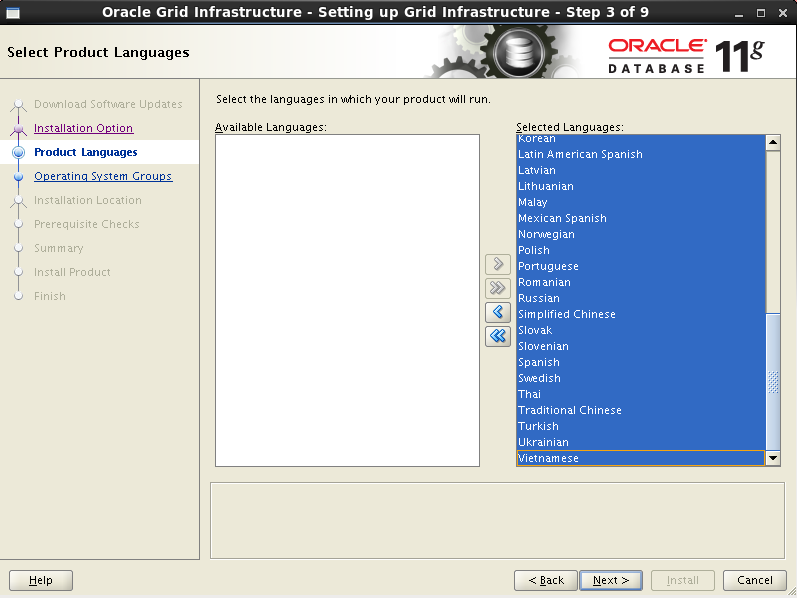 Oracle Grid Infrastructure - Setting up Grid Infrastructure - Step 3 of 9
Select Product Languages
ORACLE
DATABASE
11g
Download Software Updates
Installation Option
Product Languages
Operating System Groups
Installation Location
Prerequisite Checks
Summary
Install Product
Finish
Select the languages in which your product will run.
Available Languages:
Selected Languages:
Korean
Latin American Spanish
Latvian
Lithuanian
Malay
Mexican Spanish
Norwegian
Polish
Portuguese
Romanian
Russian
Simplified Chinese
Slovak
Slovenian
Spanish
Swedish
Thai
Traditional Chinese
Turkish
Ukrainian
Vietnamese
Help
< Back
Next >
Install
Cancel